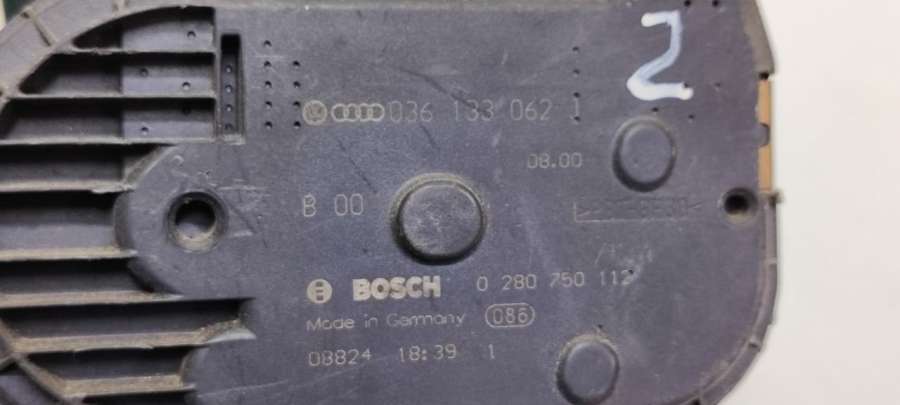 036 133 062 J
08.00
B 00
BOSCH 0 280 750 112
Made in Germany 086
08824 18:39 1